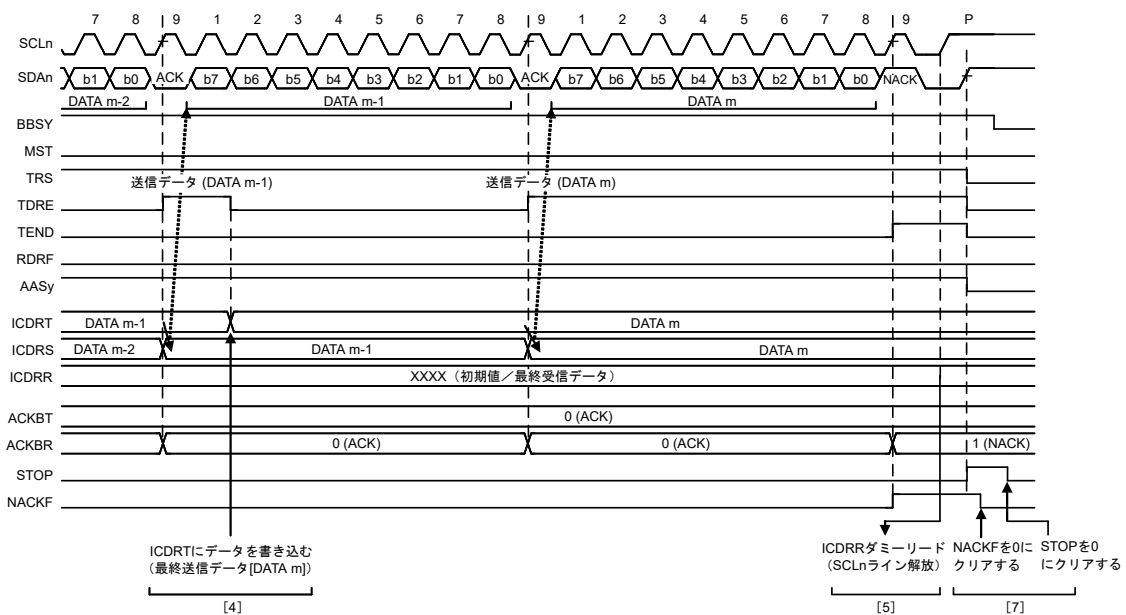 7 8 9 1 2 3 4 5 6 7 8 9 1 2 3 4 5 6 7 8 9 P
SCLn
SDAn b1 b0 ACK b7 b6 b5 b4 b3 b2 b1 b0 ACK b7 b6 b5 b4 b3 b2 b1 b0 NACK
DATA m-2 DATA m-1 DATA m
BBSY
MST
TRS
送信データ (DATA m-1) 送信データ (DATA m)
TDRE
TEND
RDRF
AASy
ICDRT DATA m-1 DATA m
ICDRS DATA m-2 DATA m-1 DATA m
ICDRR XXXX（初期値／最終受信データ）
ACKBT 0 (ACK)
ACKBR 0 (ACK) 0 (ACK) 1 (NACK)
STOP
NACKF
ICDRTにデータを書き込む
（最終送信データ[DATA m]）
[4]
ICDRRダミーリード
（SCLnライン解放）
[5]
NACKFを0に
クリアする
STOPを0
にクリアする
[7]